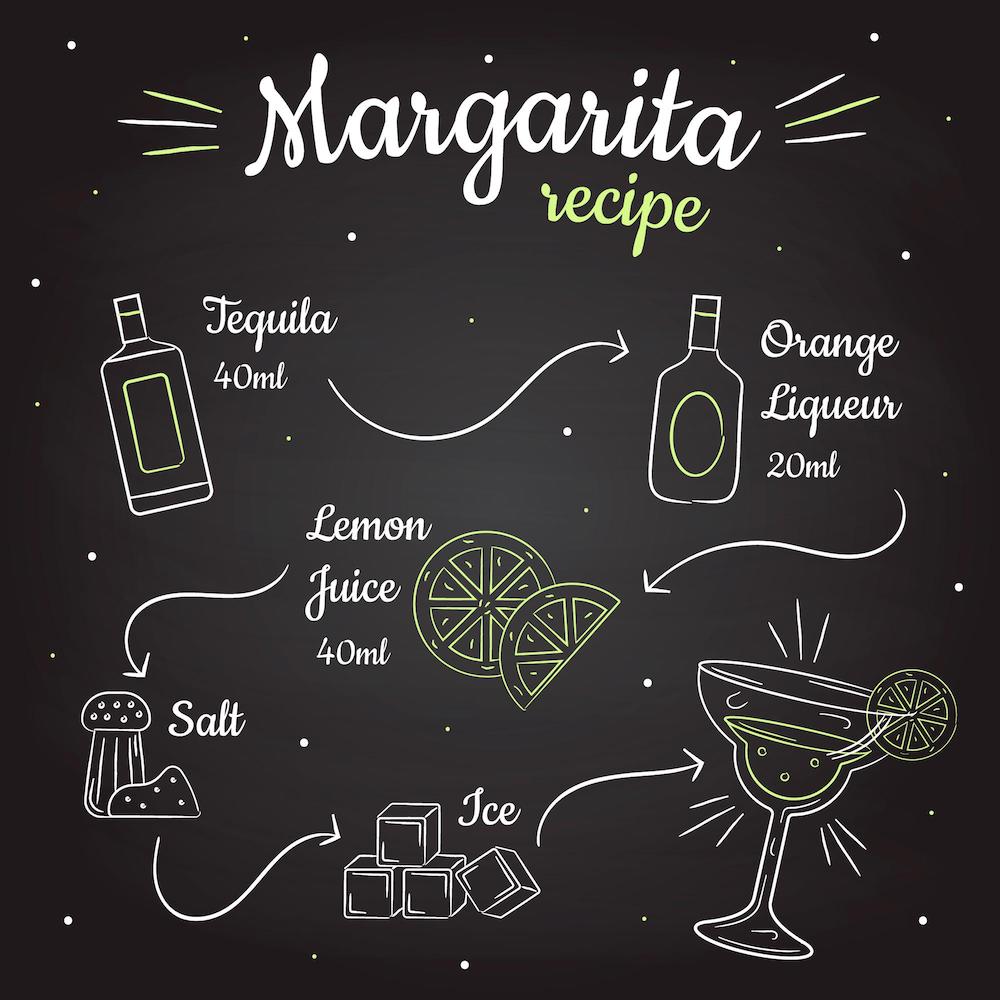 Margarita
recipe
Tequila
40ml
Orange
Liqueur
20ml
Lemon
Juice
40ml
Salt
Ice